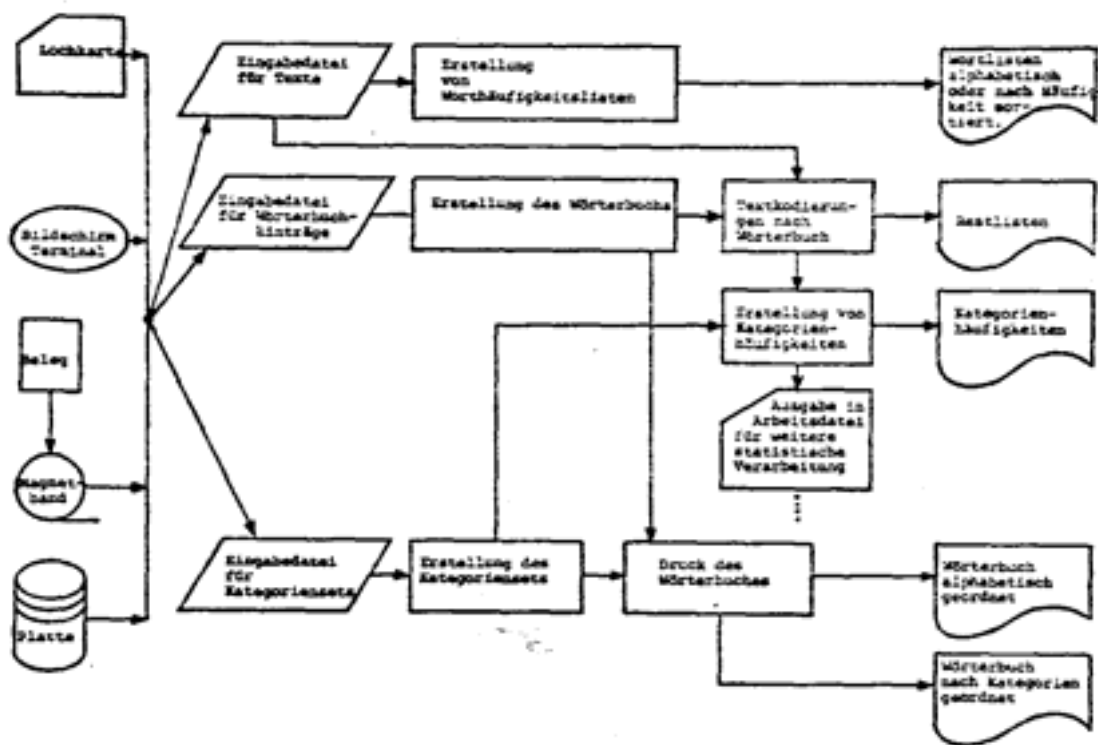 Lochkarte
Eingabedatei
für Texte
Erstellung
von
Worthäufigkeitslisten
Wortlisten
alphabetisch
oder nach Häufig
keit sor-
tiert.
Bildschirm
Terminal
Eingabedatei
für Wörterbuch-
einträge
Erstellung des Wörterbuchs
Textkodierun-
gen nach
Wörterbuch
Restlisten
Beleg
Erstellung von
Kategorien-
häufigkeiten
Kategorien-
häufigkeiten
Ausgabe in
Arbeitsdatei
für weitere
statistische
Verarbeitung
Magnet-
band
Platte
Eingabedatei
für
Kategoriensets
Erstellung des
Kategoriensets
Druck des
Wörterbuches
Wörterbuch
alphabetisch
geordnet
Wörterbuch
nach Kategorien
geordnet